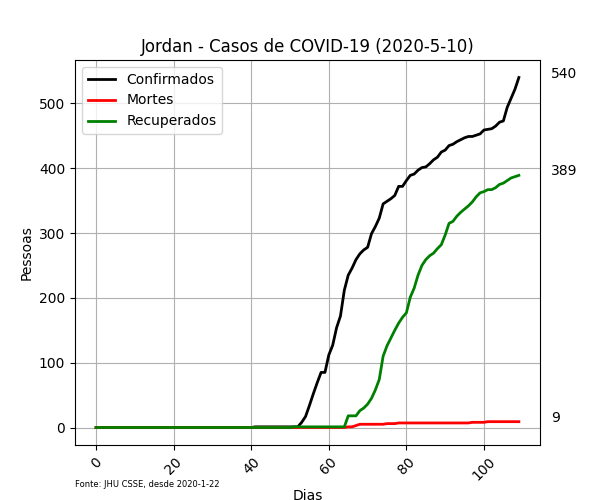 Jordan - Casos de COVID-19 (2020-5-10)
Confirmados
Mortes
Recuperados
540
389
9
Pessoas
500
400
300
200
100
0
0
20
40
60
80
100
Fonte: JHU CSSE, desde 2020-1-22
Dias